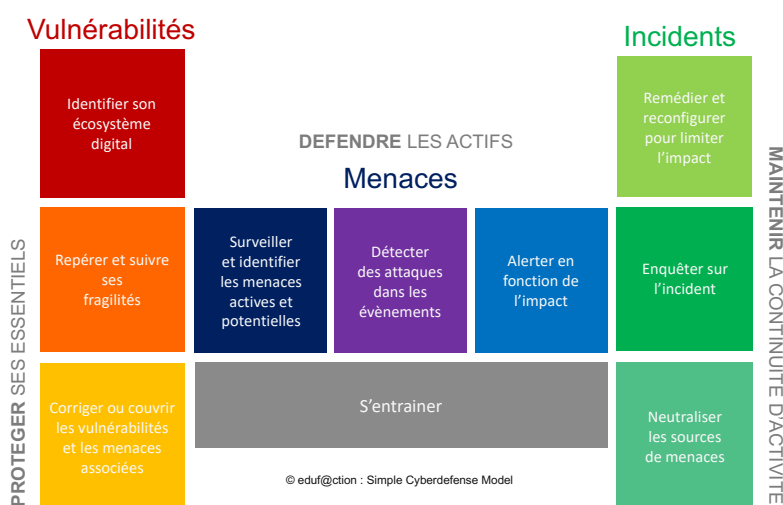 Vulnérabilités
Incidents
Identifier son
écosystème
digital
Remédier et
reconfigurer
pour limiter
l’impact
DEFENDRE LES ACTIFS
Menaces
Repérer et suivre
ses
fragilités
Surveiller
et identifier
les menaces
actives et
potentielles
Détecter
des attaques
dans les
évènements
Alerter en
fonction de
l’impact
Enquêter sur
l’incident
Corriger ou couvrir
les vulnérabilités
et les menaces
associées
S’entrainer
Neutraliser
les sources
de menaces
PROTEGER SES ESSENTIELS
MAINTENIR LA CONTINUITE D’ACTIVITE
© eduf@ction : Simple Cyberdefense Model